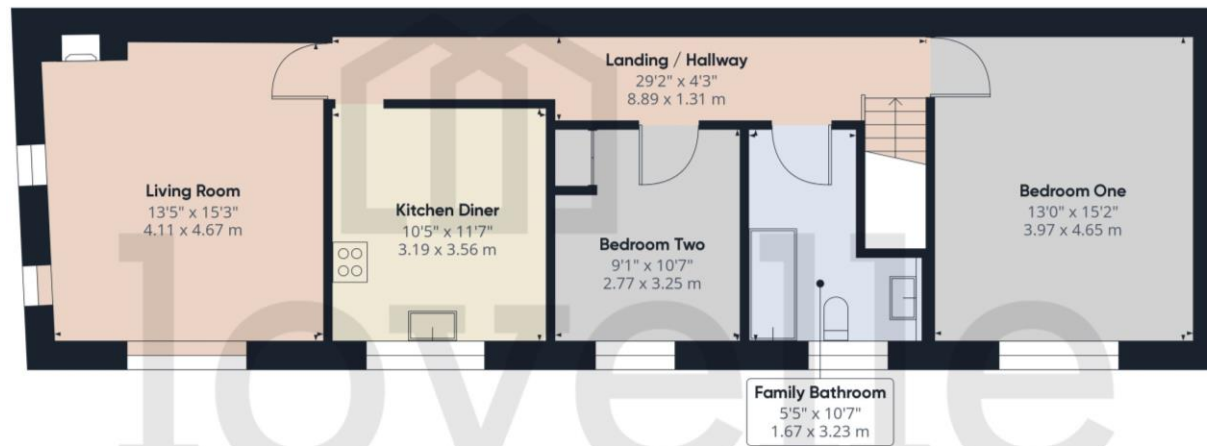 Landing / Hallway
29'2" x 4'3"
8.89 x 1.31 m
Living Room
13'5" x 15'3"
4.11 x 4.67 m
Kitchen Diner
10'5" x 11'7"
3.19 x 3.56 m
Bedroom Two
9'1" x 10'7"
2.77 x 3.25 m
Bedroom One
13'0" x 15'2"
3.97 x 4.65 m
Family Bathroom
5'5" x 10'7"
1.67 x 3.23 m
lovelle